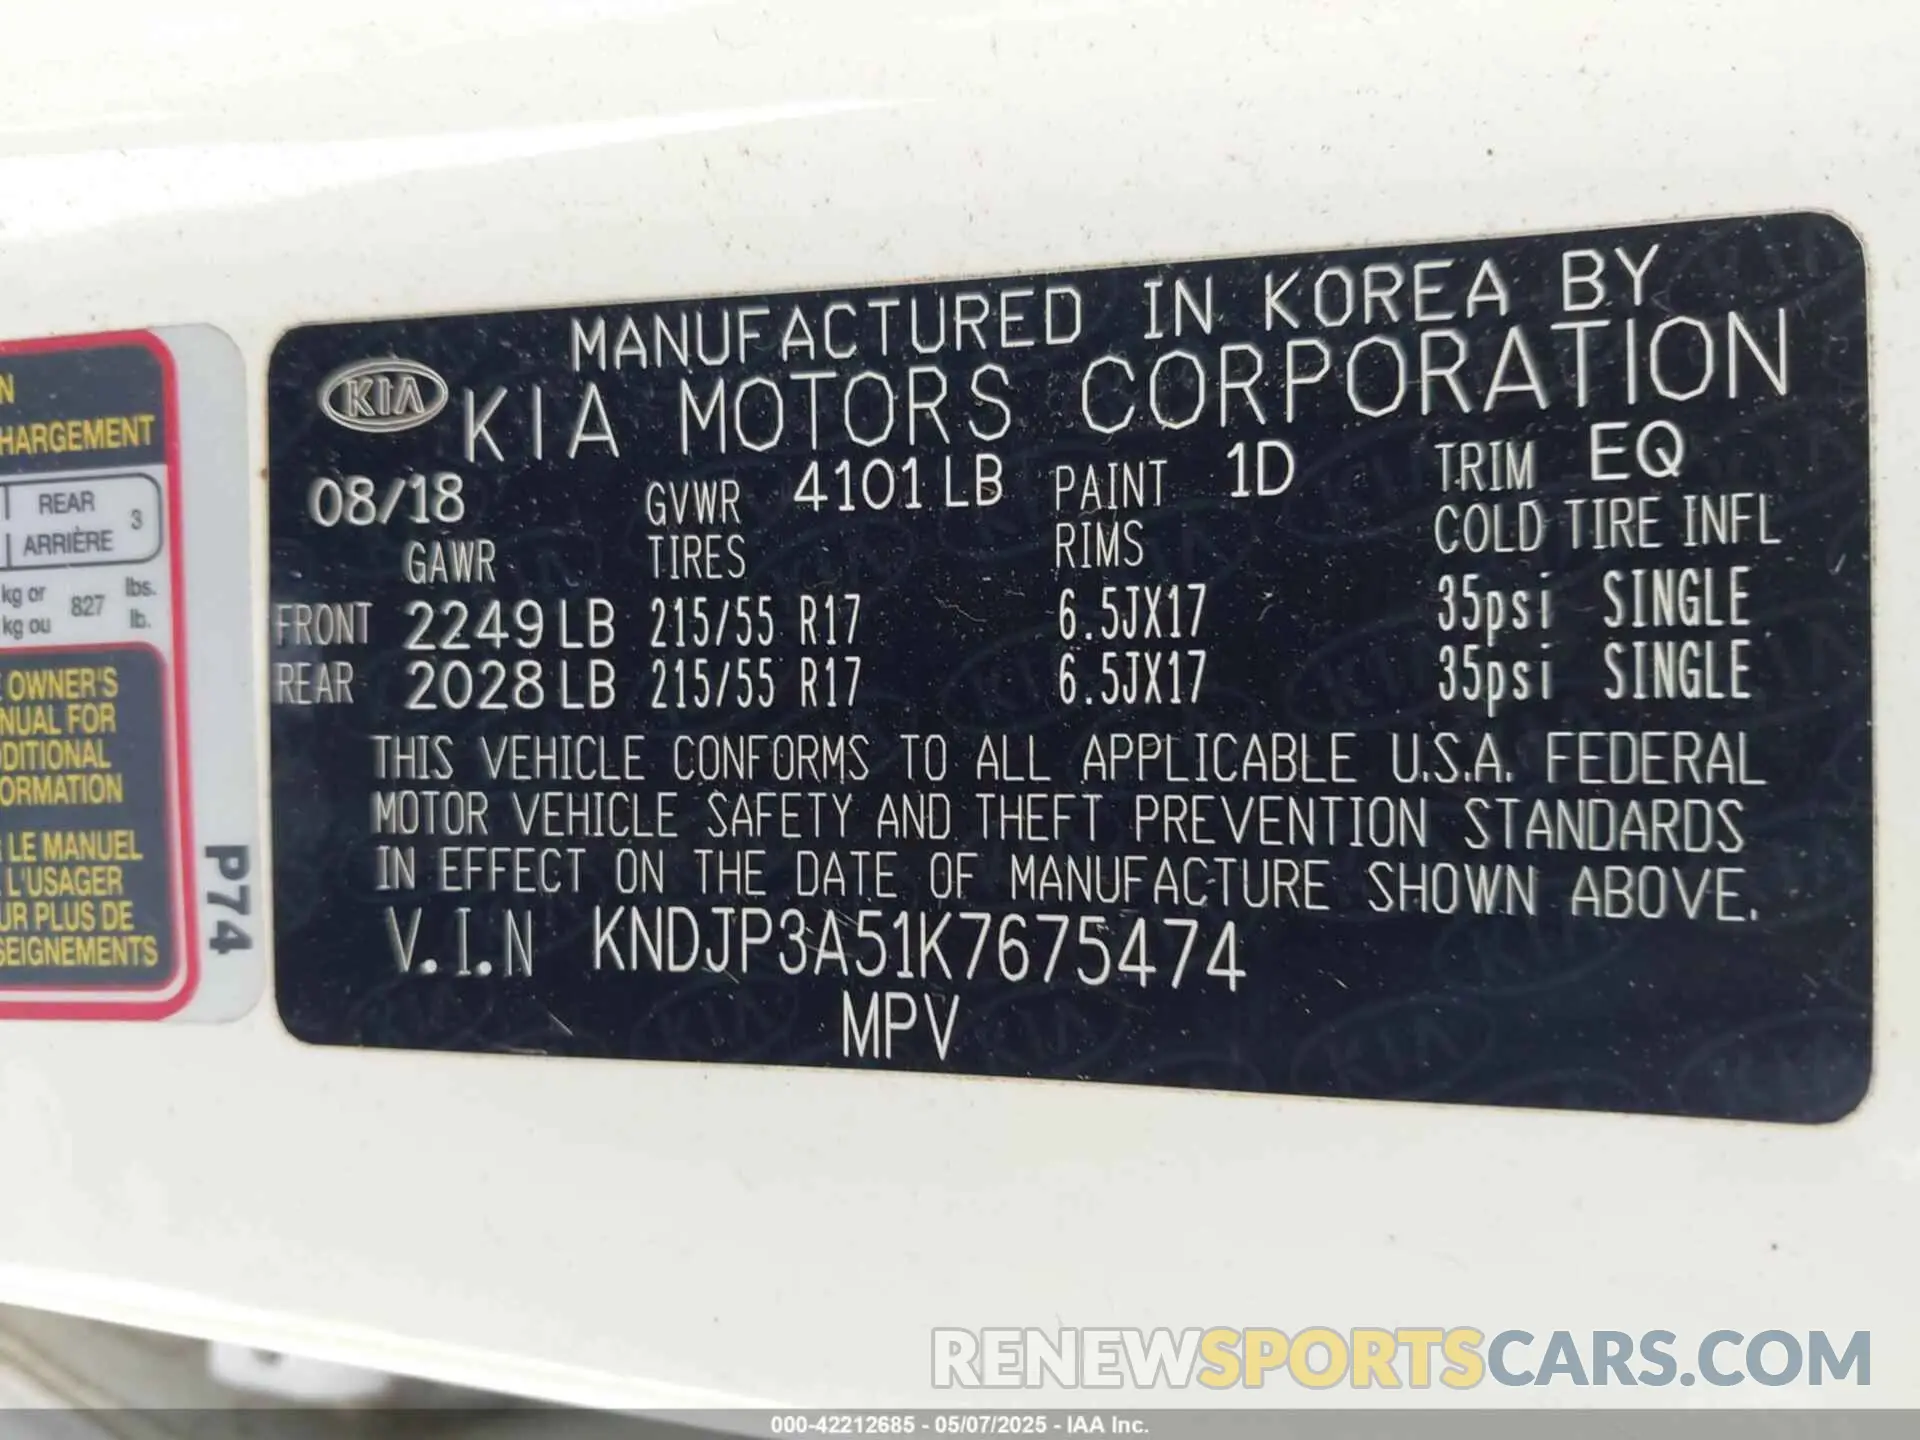 N
HARGEMENT
REAR
ARRIÈRE
3
kg or
kg ou
827
lbs.
lb.
OWNER'S
NUAL FOR
DITIONAL
ORMATION
LE MANUEL
L'USAGER
UR PLUS DE
SEIGNEMENTS
P74
MANUFACTURED IN KOREA BY
KIA KIA MOTORS CORPORATION
08/18 GVWR 4101 LB PAINT 1D TRIM EQ
GAWR TIRES RIMS COLD TIRE INFL
FRONT 2249 LB 215/55 R17 6.5JX17 35psi SINGLE
REAR 2028 LB 215/55 R17 6.5JX17 35psi SINGLE
THIS VEHICLE CONFORMS TO ALL APPLICABLE U.S.A. FEDERAL
MOTOR VEHICLE SAFETY AND THEFT PREVENTION STANDARDS
IN EFFECT ON THE DATE OF MANUFACTURE SHOWN ABOVE.
V.I.N KNDJP3A51K7675474
MPV
RENEWSPORTSCARS.COM
000-42212685 - 05/07/2025 - IAA Inc.